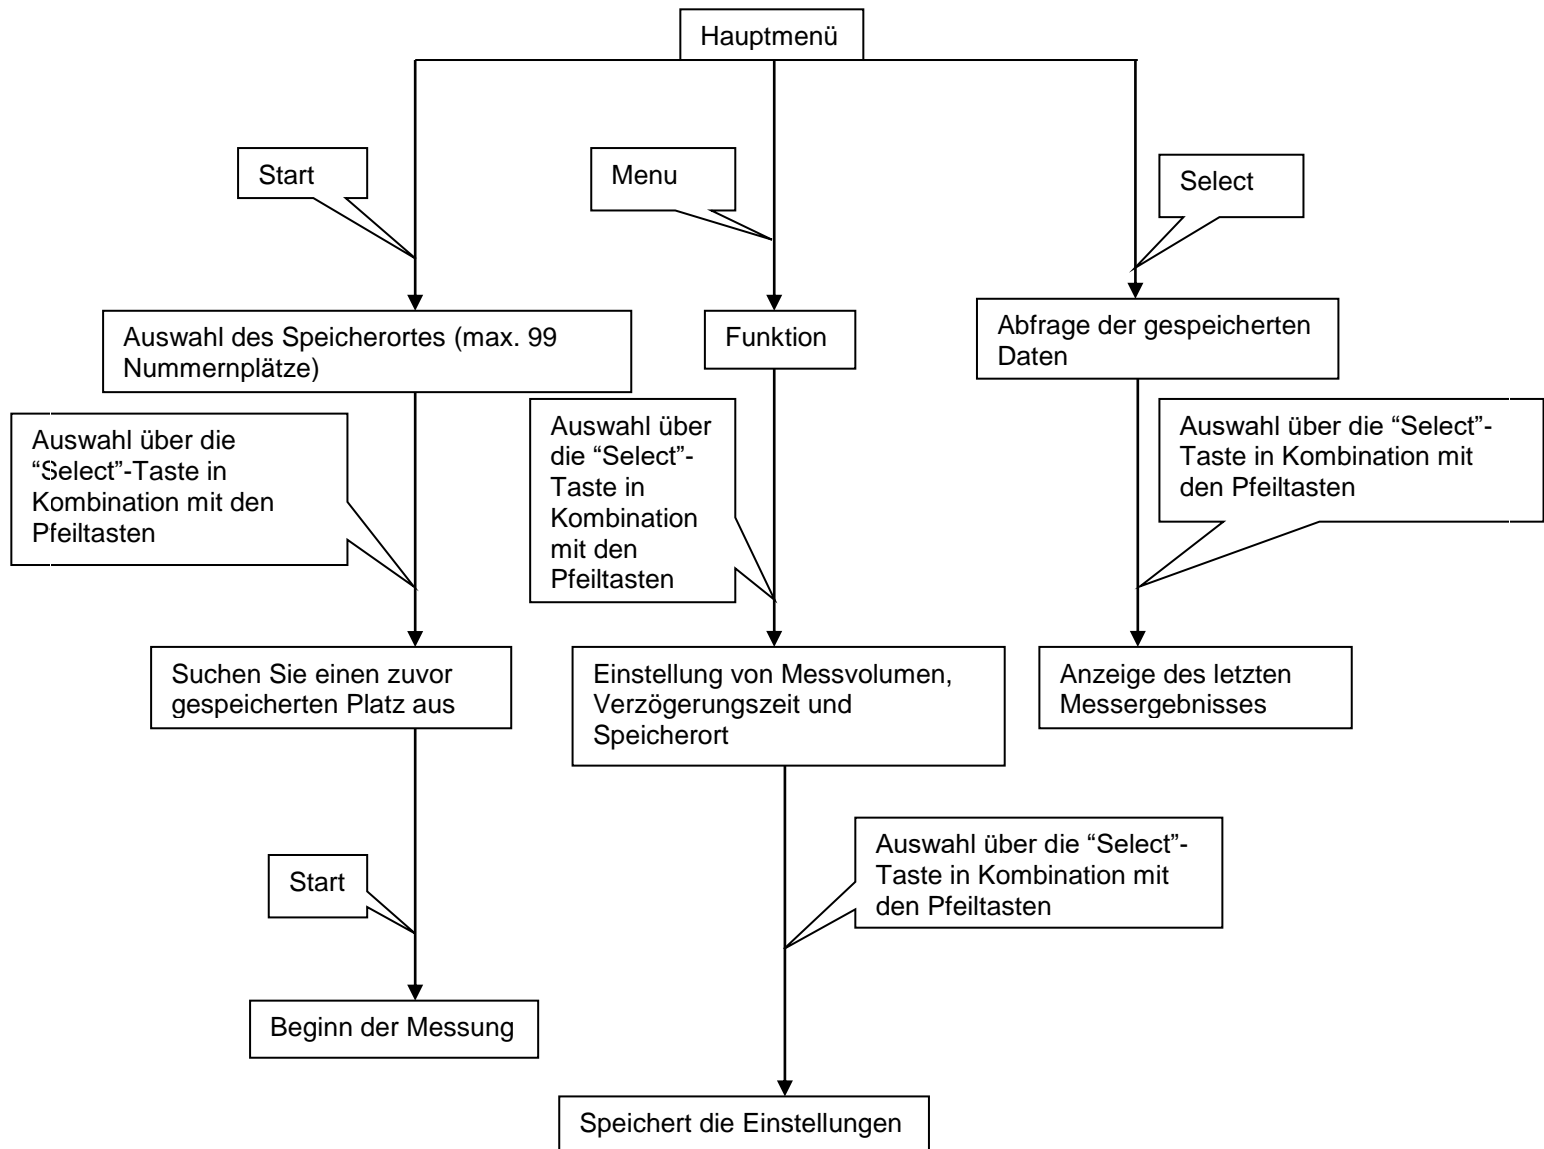 Hauptmenü
Start
Menu
Select
Auswahl des Speicherortes (max. 99
Nummernplätze)
Funktion
Abfrage der gespeicherten
Daten
Auswahl über die
“Select”-Taste in
Kombination mit den
Pfeiltasten
Auswahl über
die “Select”-
Taste in
Kombination
mit den
Pfeiltasten
Auswahl über die “Select”-
Taste in Kombination mit
den Pfeiltasten
Suchen Sie einen zuvor
gespeicherten Platz aus
Einstellung von Messvolumen,
Verzögerungszeit und
Speicherort
Anzeige des letzten
Messergebnisses
Start
Auswahl über die “Select”-
Taste in Kombination mit
den Pfeiltasten
Beginn der Messung
Speichert die Einstellungen